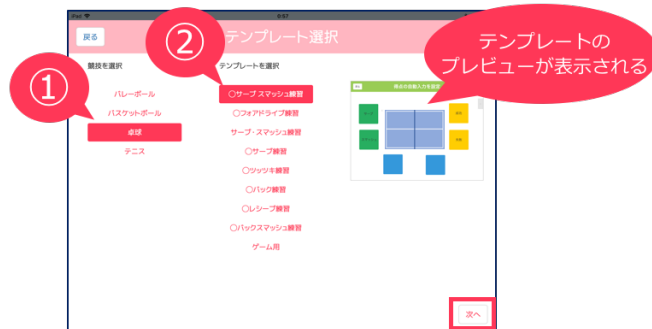 iPad
9:57
戻る
テンプレート選択
②
テンプレートの
プレビューが表示される
競技を選択
テンプレートを選択
①
バレーボール
バスケットボール
卓球
テニス
○サーブスマッシュ練習
○フォアドライブ練習
サーブ・スマッシュ練習
○サーブ練習
○ツッツキ練習
○バック練習
○レシーブ練習
○バックスマッシュ練習
ゲーム用
次へ